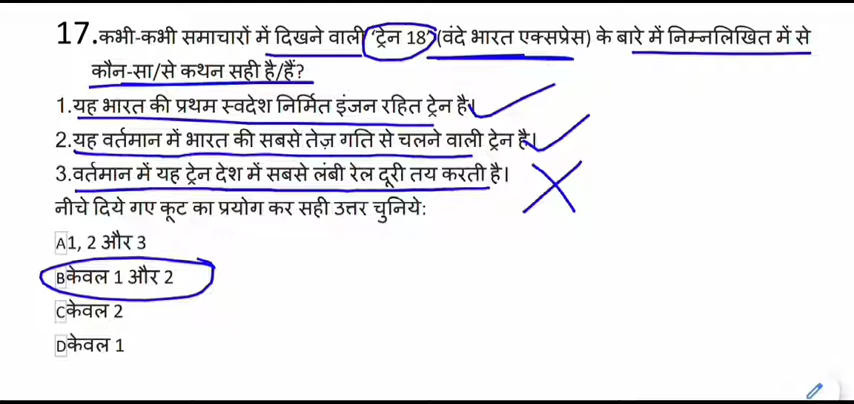 17.कभी-कभी समाचारों में दिखने वाली 'ट्रेन 18' (वंदे भारत एक्सप्रेस) के बारे में निम्नलिखित में से
कौन-सा/से कथन सही है/हैं?
1.यह भारत की प्रथम स्वदेश निर्मित इंजन रहित ट्रेन है।
2.यह वर्तमान में भारत की सबसे तेज़ गति से चलने वाली ट्रेन है।
3.वर्तमान में यह ट्रेन देश में सबसे लंबी रेल दूरी तय करती है।
नीचे दिये गए कूट का प्रयोग कर सही उत्तर चुनिये:
A1, 2 और 3
Bकेवल 1 और 2
Cकेवल 2
Dकेवल 1